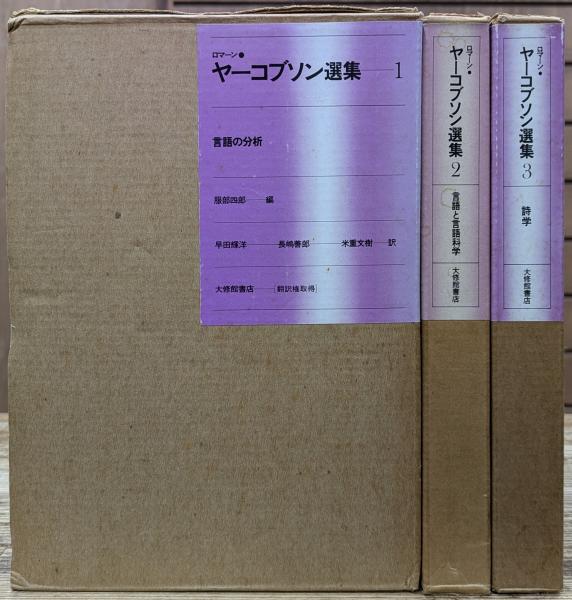 ロマーン●
ヤーコブソン選集—1
言語の分析
服部四郎——編
早田輝洋——長嶋善郎——米重文樹——訳
大修館書店——[翻訳権取得]
ロマーン●
ヤーコブソン選集2
言語と言語科学
大修館書店
ロマーン●
ヤーコブソン選集3
詩学
大修館書店